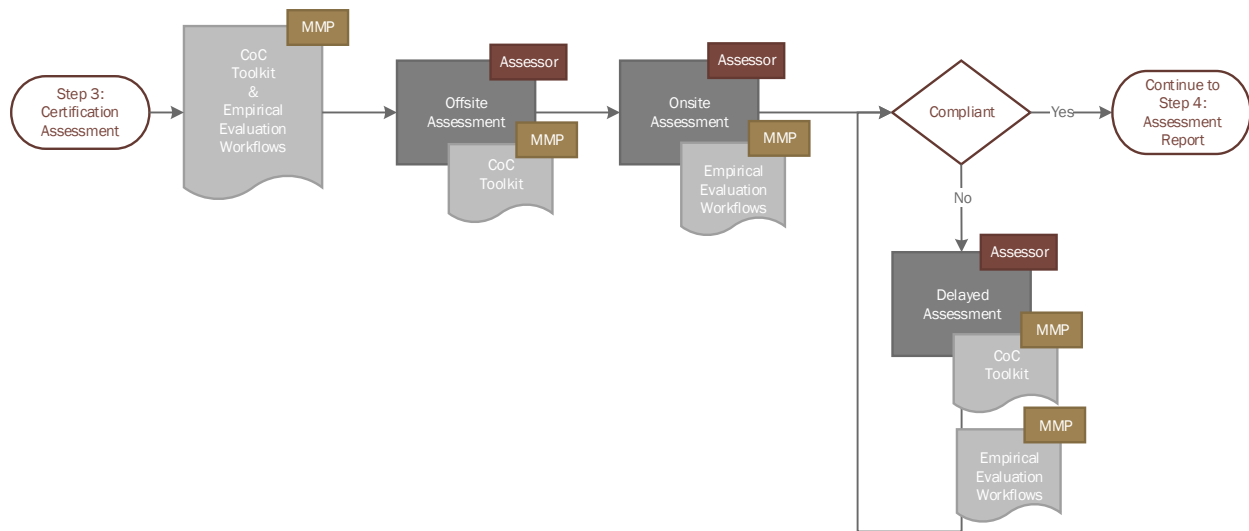 Step 3:
Certification
Assessment
MMP
CoC
Toolkit
&
Empirical
Evaluation
Workflows
Assessor
Offsite
Assessment
MMP
CoC
Toolkit
Assessor
Onsite
Assessment
MMP
Empirical
Evaluation
Workflows
Compliant
Yes
Continue to
Step 4:
Assessment
Report
No
Assessor
Delayed
Assessment
MMP
CoC
Toolkit
MMP
Empirical
Evaluation
Workflows